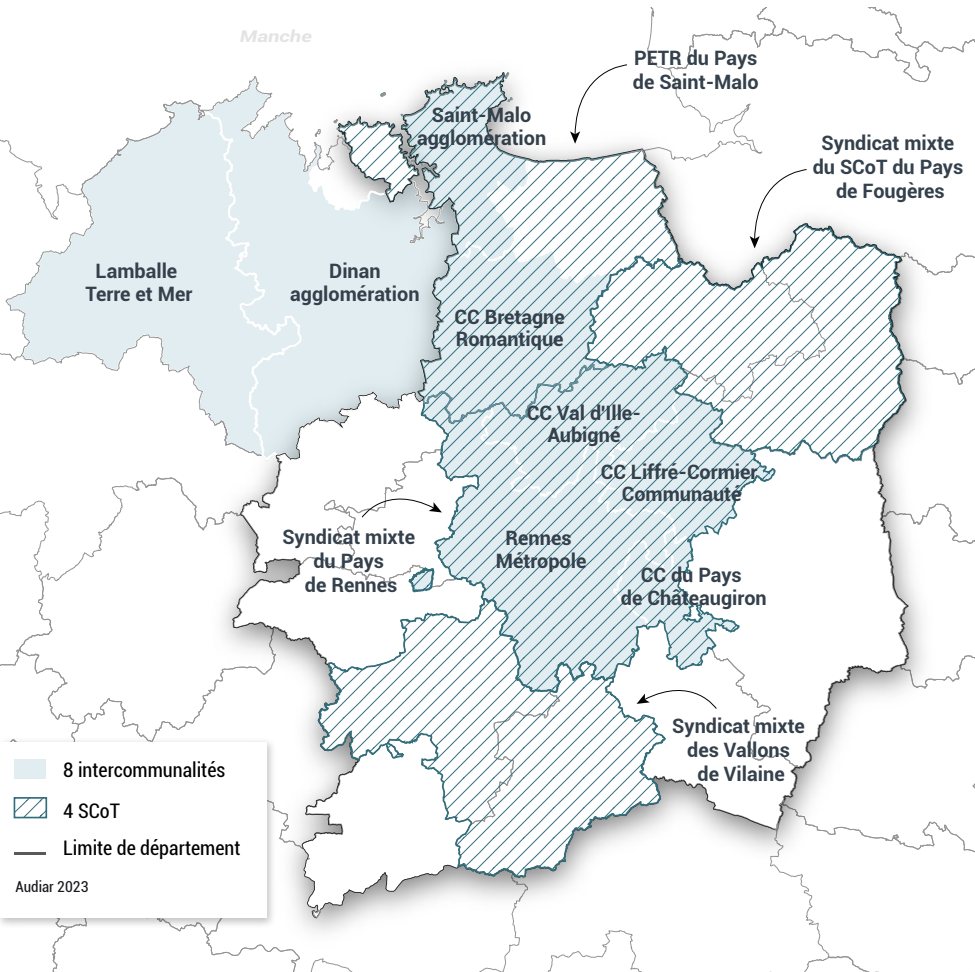 Manche
PETR du Pays
de Saint-Malo
Saint-Malo
agglomération
Syndicat mixte
du SCoT du Pays
de Fougères
Lamballe
Terre et Mer
Dinan
agglomération
CC Bretagne
Romantique
CC Val d'Ille-
Aubigné
CC Liffré-Cormier
Communauté
Syndicat mixte
du Pays
de Rennes
Rennes
Métropole
CC du Pays
de Châteaugiron
Syndicat mixte
des Vallons
de Vilaine
8 intercommunalités
4 SCoT
Limite de département
Audiar 2023